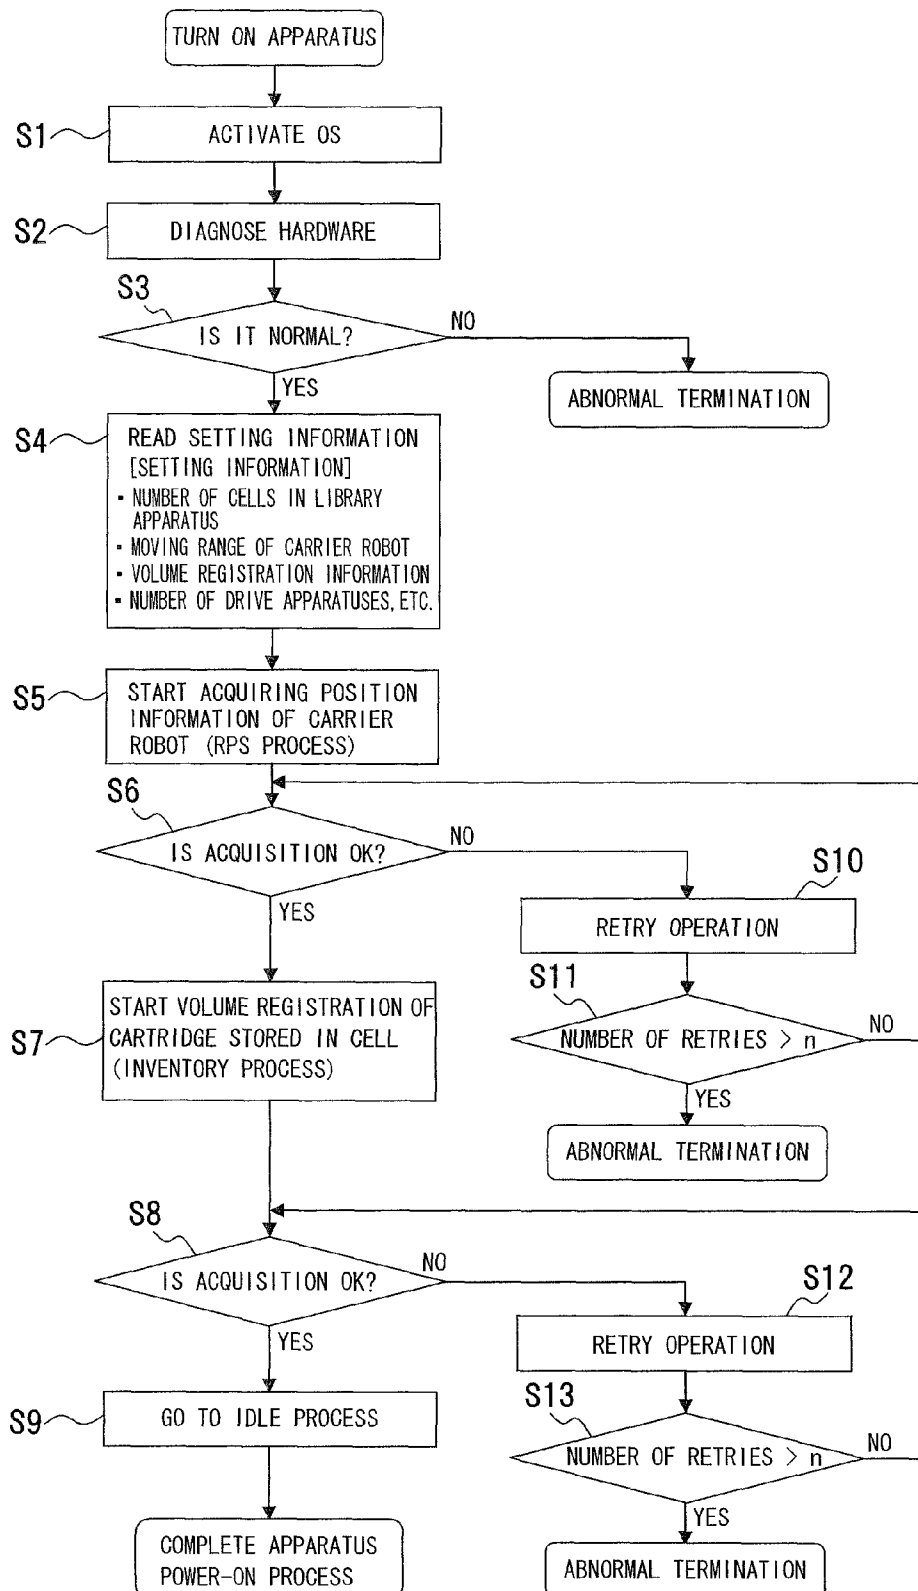 TURN ON APPARATUS
S1
ACTIVATE OS
S2
DIAGNOSE HARDWARE
S3
IS IT NORMAL?
NO
YES
ABNORMAL TERMINATION
S4
READ SETTING INFORMATION
[SETTING INFORMATION]
▪ NUMBER OF CELLS IN LIBRARY
APPARATUS
▪ MOVING RANGE OF CARRIER ROBOT
▪ VOLUME REGISTRATION INFORMATION
▪ NUMBER OF DRIVE APPARATUSES, ETC.
S5
START ACQUIRING POSITION
INFORMATION OF CARRIER
ROBOT (RPS PROCESS)
S6
IS ACQUISITION OK?
NO
YES
S10
RETRY OPERATION
S11
NUMBER OF RETRIES > n
NO
YES
ABNORMAL TERMINATION
S7
START VOLUME REGISTRATION OF
CARTRIDGE STORED IN CELL
(INVENTORY PROCESS)
S8
IS ACQUISITION OK?
NO
YES
S12
RETRY OPERATION
S13
NUMBER OF RETRIES > n
NO
YES
ABNORMAL TERMINATION
S9
GO TO IDLE PROCESS
COMPLETE APPARATUS
POWER-ON PROCESS